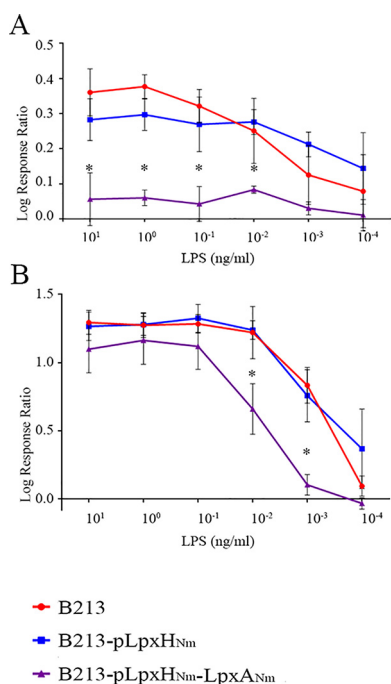 A
0.5
0.4
0.3
0.2
0.1
0.0
Log Response Ratio
* * * *
10¹ 10⁰ 10⁻¹ 10⁻² 10⁻³ 10⁻⁴
LPS (ng/ml)
B
1.5
1.0
0.5
0.0
Log Response Ratio
* *
10¹ 10⁰ 10⁻¹ 10⁻² 10⁻³ 10⁻⁴
LPS (ng/ml)
B213
B213-pLpxHNm
B213-pLpxHNm-LpxANm